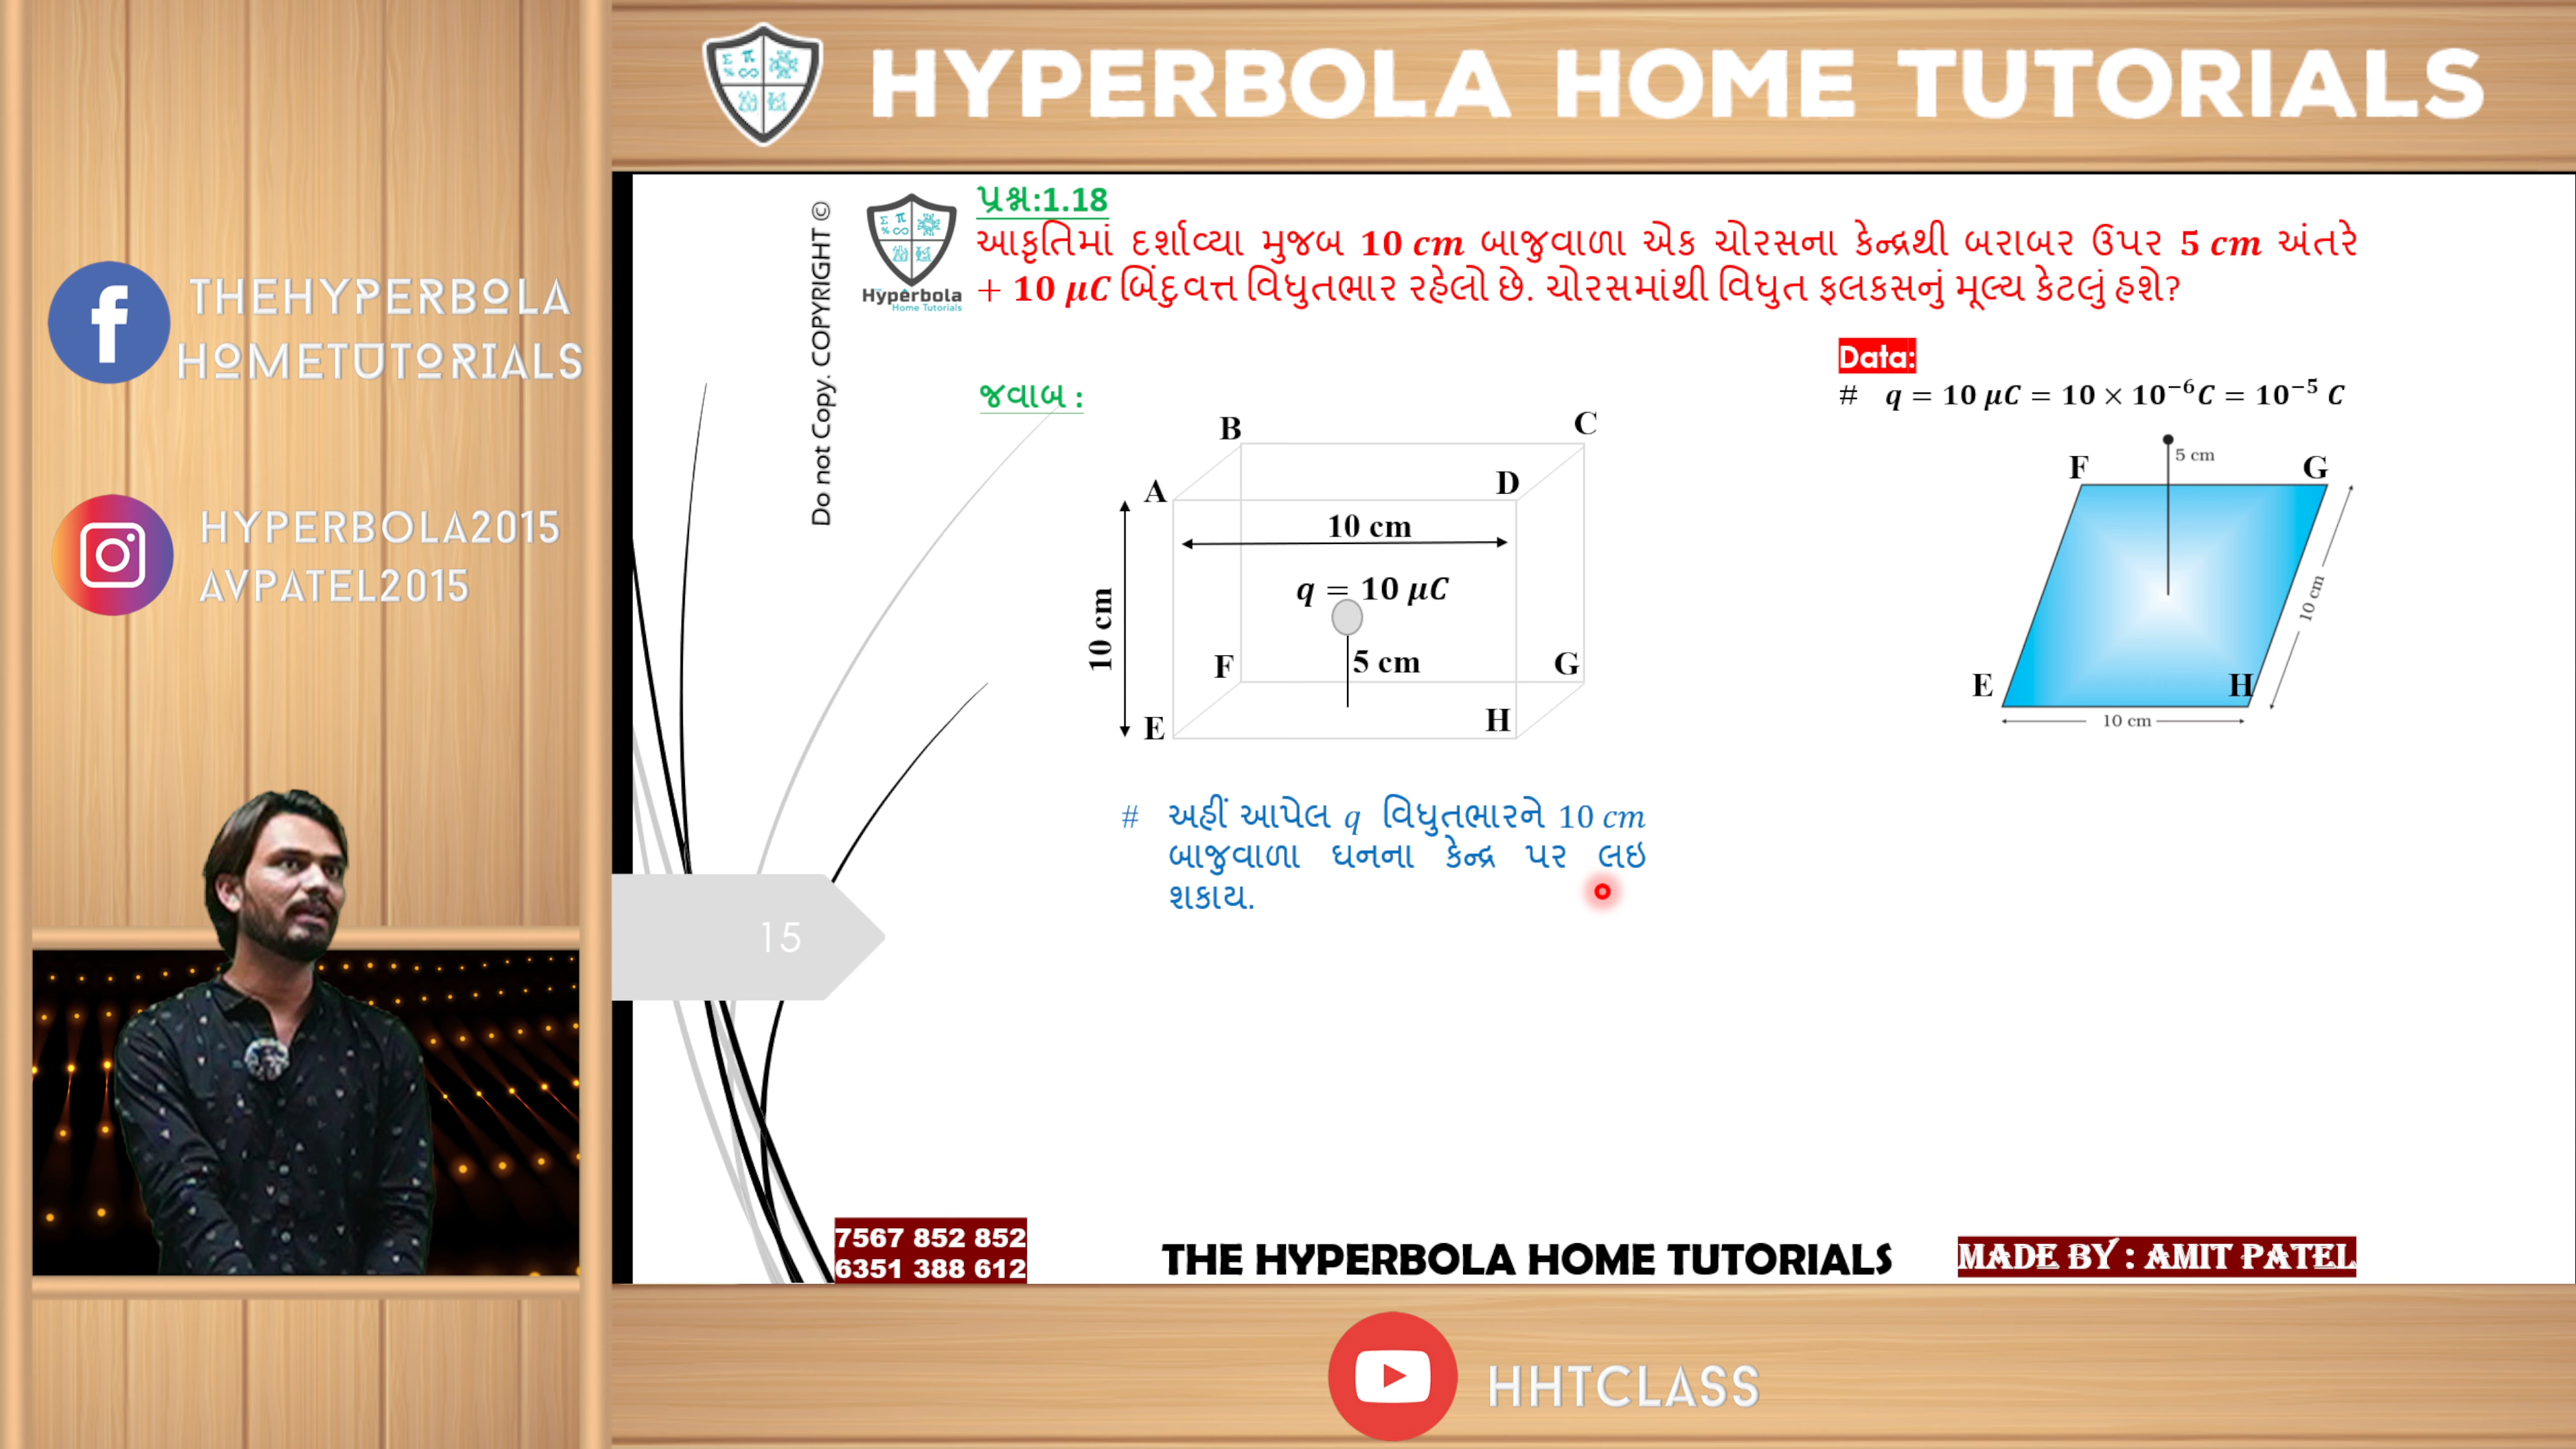 HYPERBOLA HOME TUTORIALS
THEHYPERBOLA
HOMETUTORIALS
HYPERBOLA2015
AVPATEL2015
Do not Copy. COPYRIGHT ©
Hyperbola
Home Tutorials
પ્રશ્ન:1.18
આકૃતિમાં દર્શાવ્યા મુજબ 10 cm બાજુવાળા એક ચોરસના કેન્દ્રથી બરાબર ઉપર 5 cm અંતરે
+ 10 μC બિંદુવત્ત વિધુતભાર રહેલો છે. ચોરસમાંથી વિધુત ફલકસનું મૂલ્ય કેટલું હશે?
Data:
# q = 10 μC = 10 × 10⁻⁶C = 10⁻⁵ C
જવાબ :
B
C
A
D
10 cm
10 cm
q = 10 μC
5 cm
F
G
E
H
5 cm
F
G
10 cm
E
H
10 cm
# અહીં આપેલ q વિધુતભારને 10 cm
બાજુવાળા ઘનના કેન્દ્ર પર લઇ
શકાય.
15
7567 852 852
6351 388 612
THE HYPERBOLA HOME TUTORIALS
MADE BY : AMIT PATEL
HHTCLASS